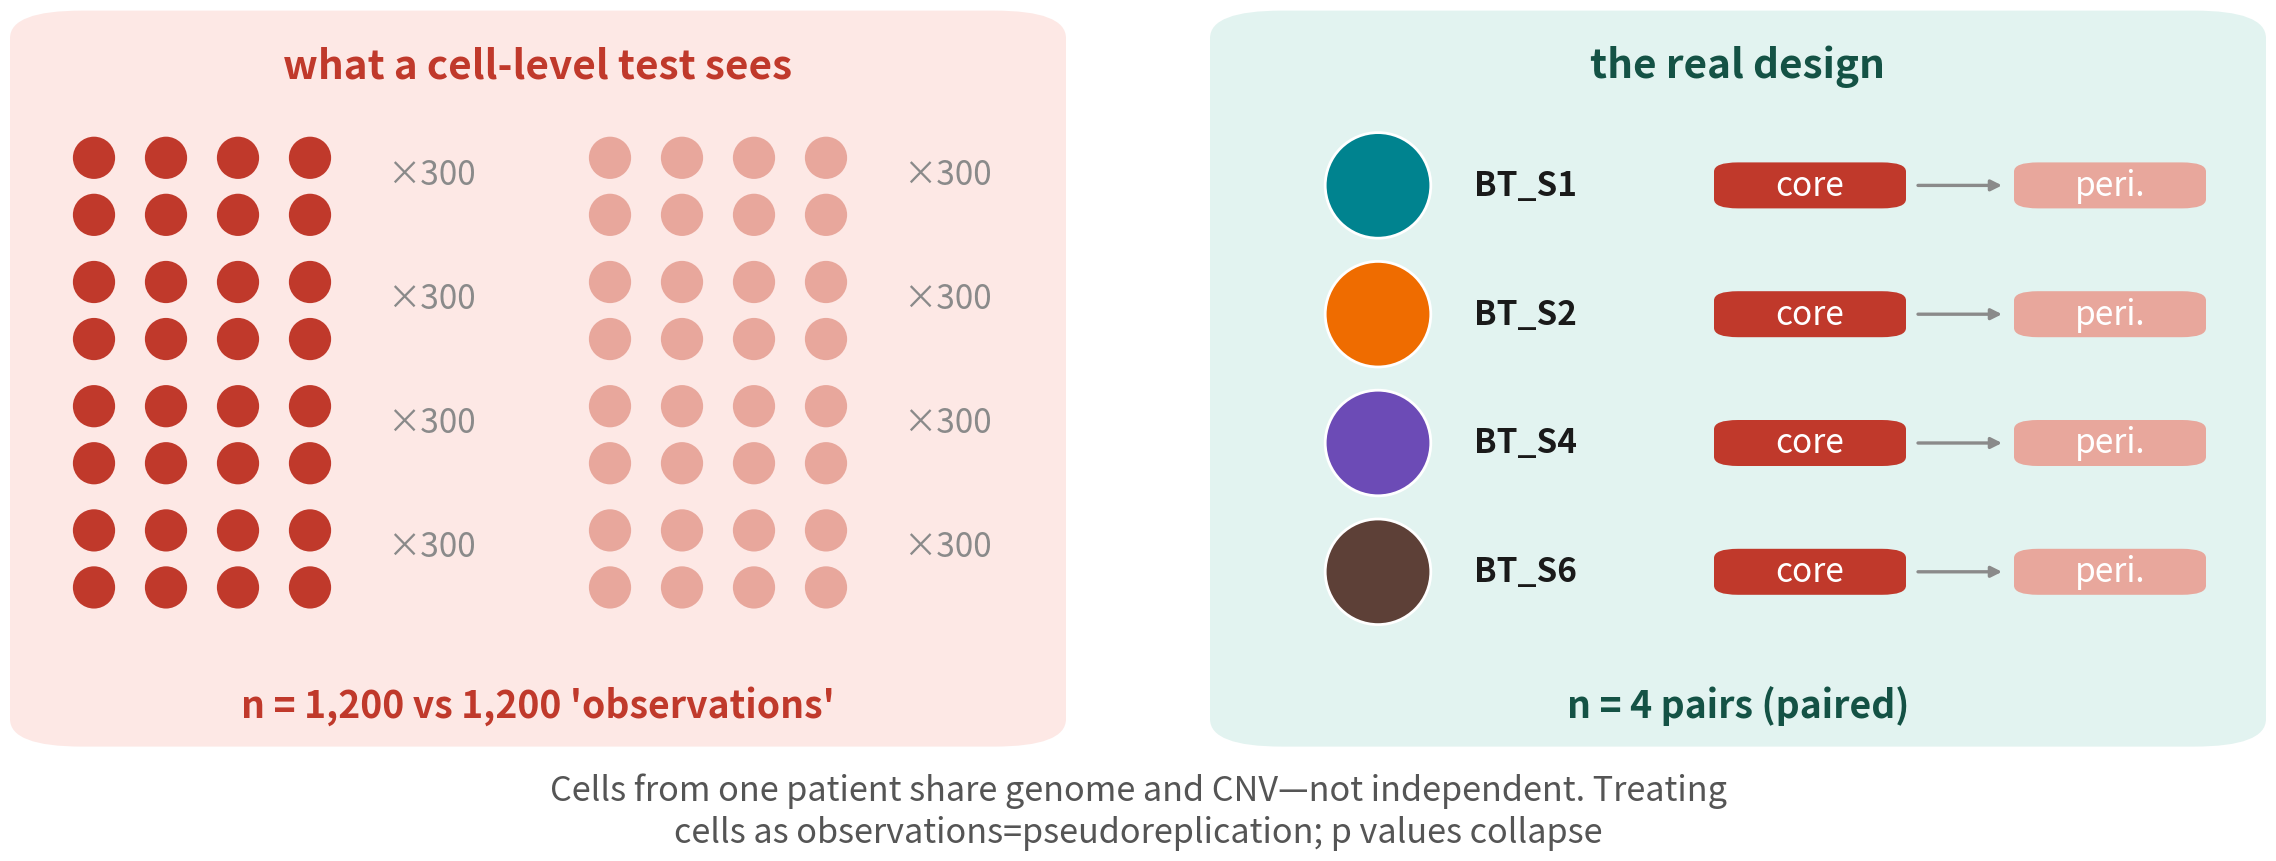 what a cell-level test sees
×300 ×300
×300 ×300
×300 ×300
×300 ×300
n = 1,200 vs 1,200 'observations'
the real design
BT_S1 core peri.
BT_S2 core peri.
BT_S4 core peri.
BT_S6 core peri.
n = 4 pairs (paired)
Cells from one patient share genome and CNV—not independent. Treating
cells as observations=pseudoreplication; p values collapse